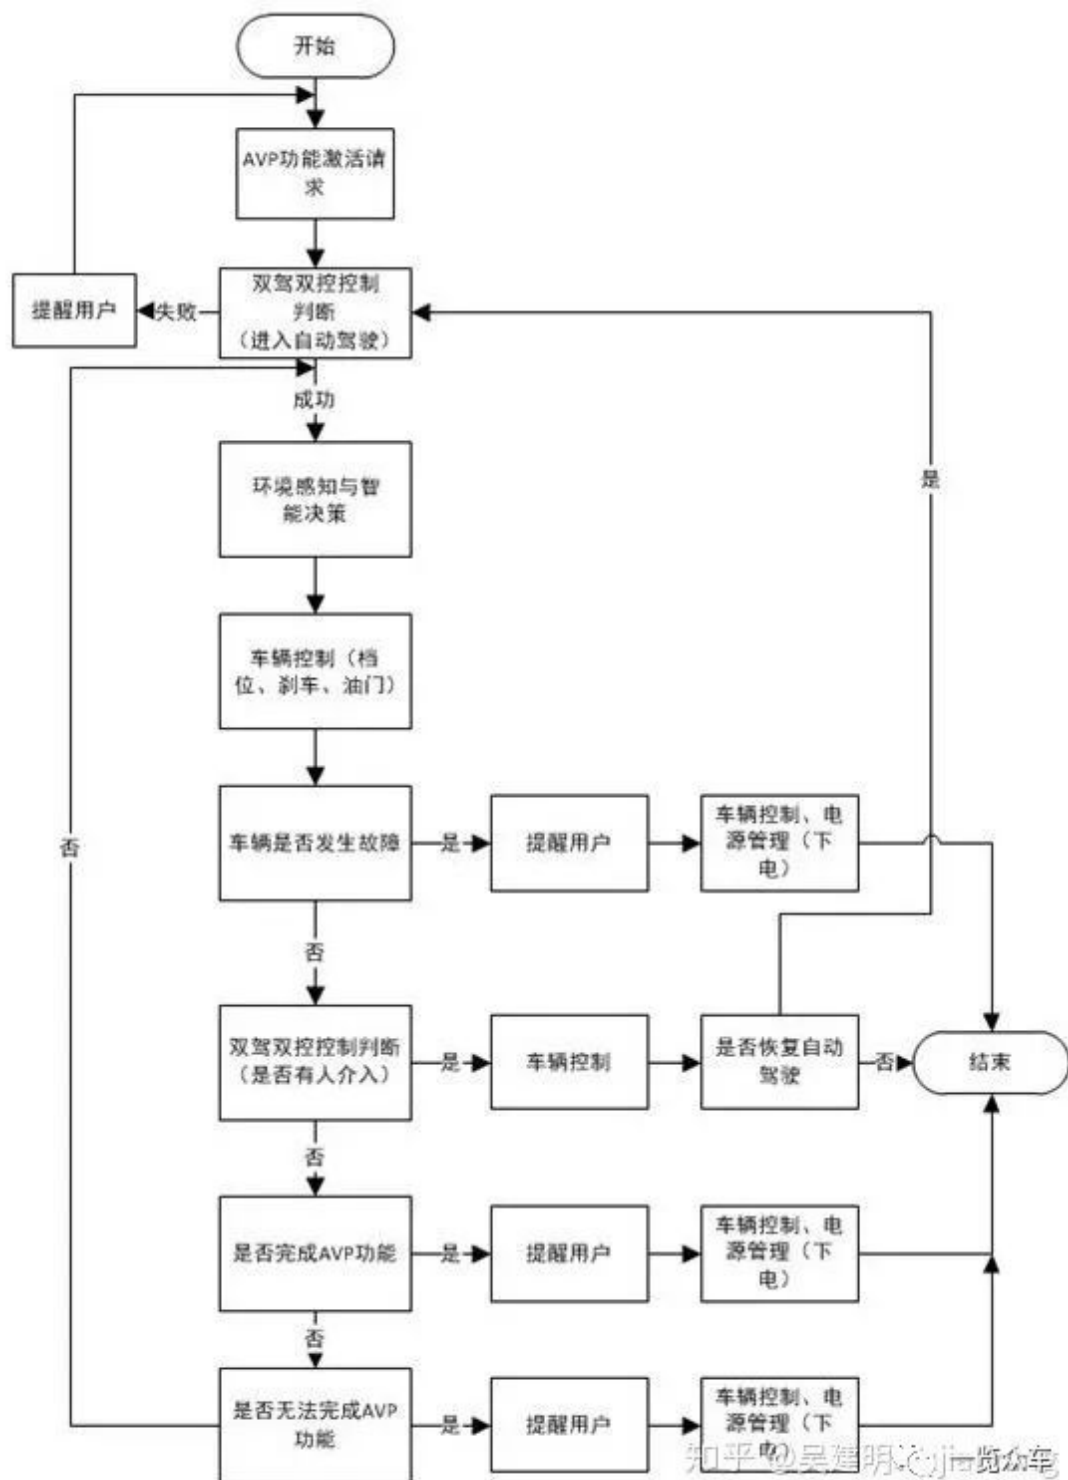 开始
AVP功能激活请
求
双驾双控控制
判断
（进入自动驾驶）
失败
提醒用户
成功
环境感知与智
能决策
是
车辆控制（档
位、刹车、油门）
否
车辆是否发生故障
是
提醒用户
车辆控制、电
源管理（下
电）
否
双驾双控控制判断
（是否有人介入）
是
车辆控制
是否恢复自动
驾驶
否
结束
否
是否完成AVP功能
是
提醒用户
车辆控制、电
源管理（下
电）
否
是否无法完成AVP
功能
是
提醒用户
车辆控制、电
源管理（下
电）
知乎 @吴建明
一览众车